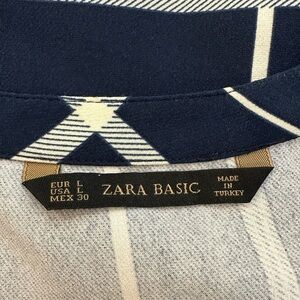 EUR L
USA L
MEX 30
ZARA BASIC
MADE
IN
TURKEY